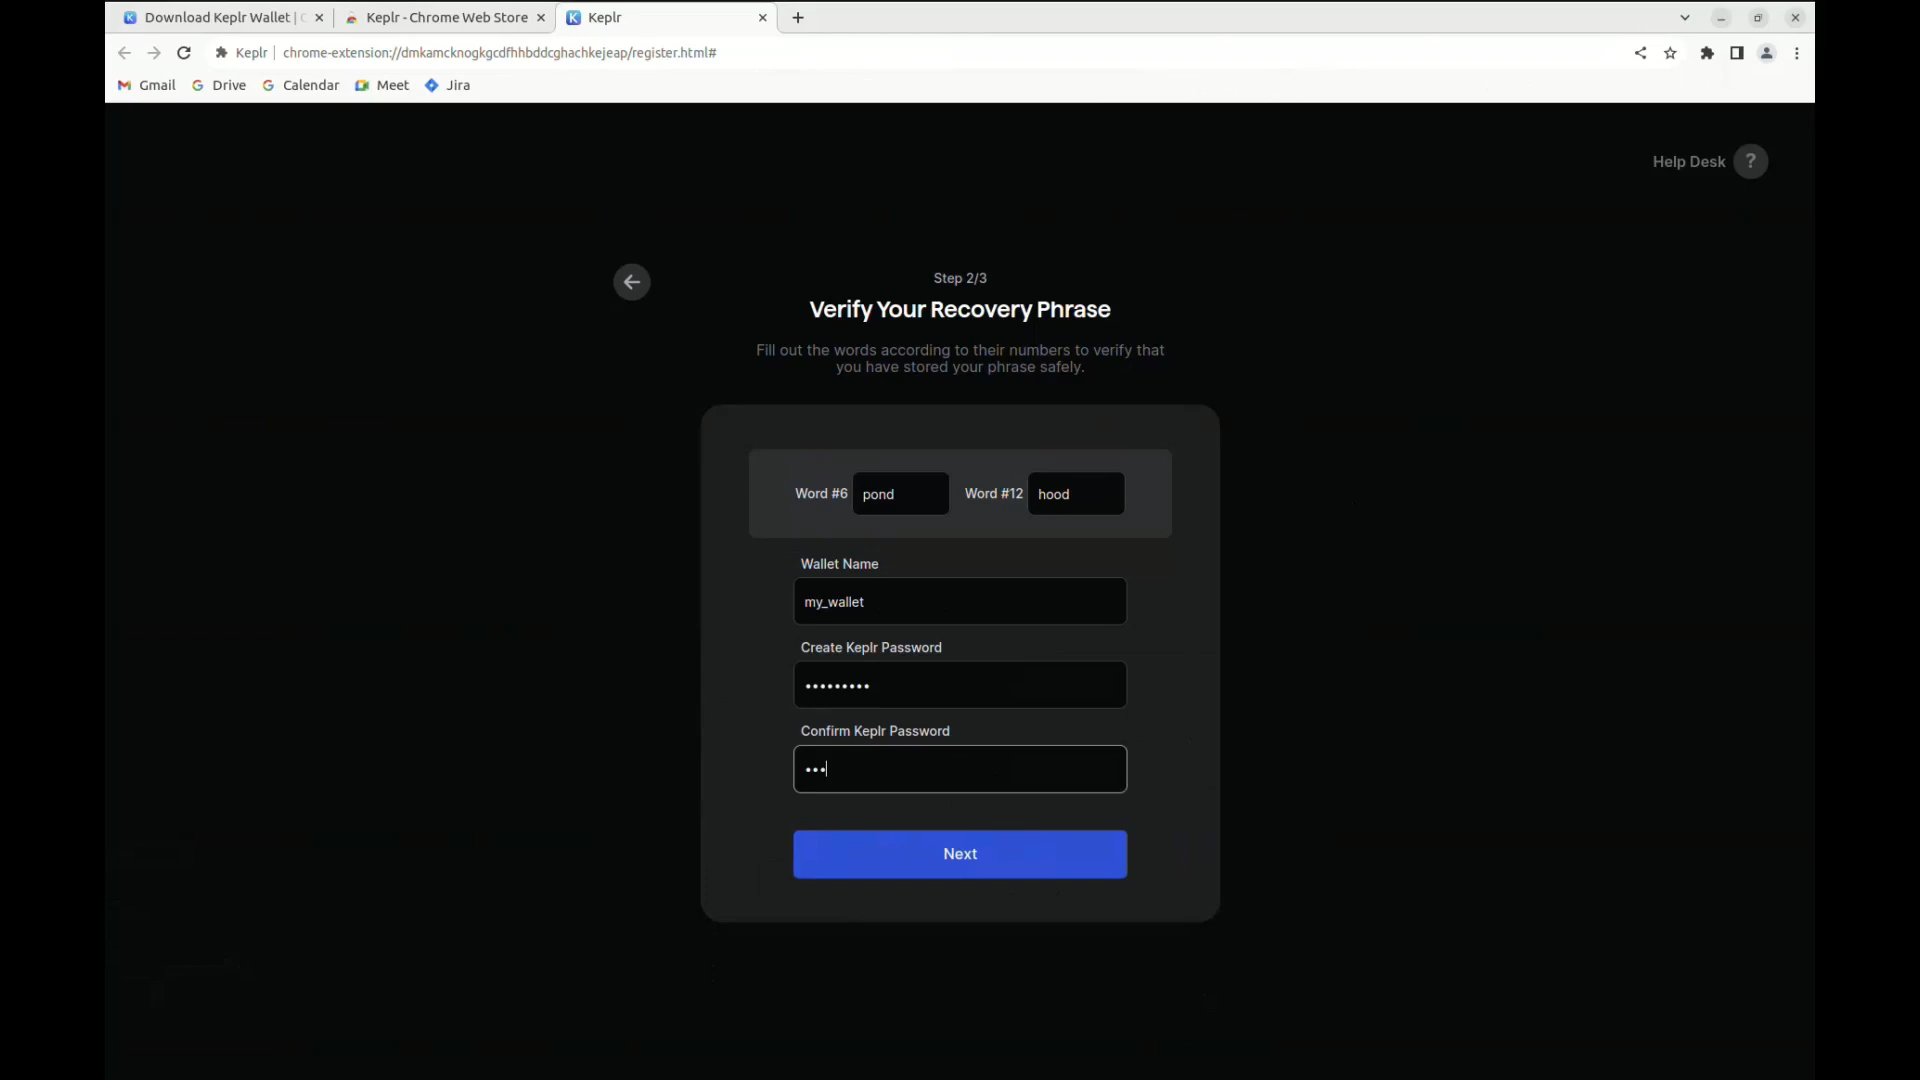 Download Keplr Wallet |
Keplr - Chrome Web Store
Keplr
Keplr
chrome-extension://dmkamcknogkgcdfhhbddcghachkejeap/register.html#
Gmail
Drive
Calendar
Meet
Jira
Help Desk ?
Step 2/3
Verify Your Recovery Phrase
Fill out the words according to their numbers to verify that
you have stored your phrase safely.
Word #6 pond Word #12 hood
Wallet Name
my_wallet
Create Keplr Password
•••••••••
Confirm Keplr Password
•••
Next